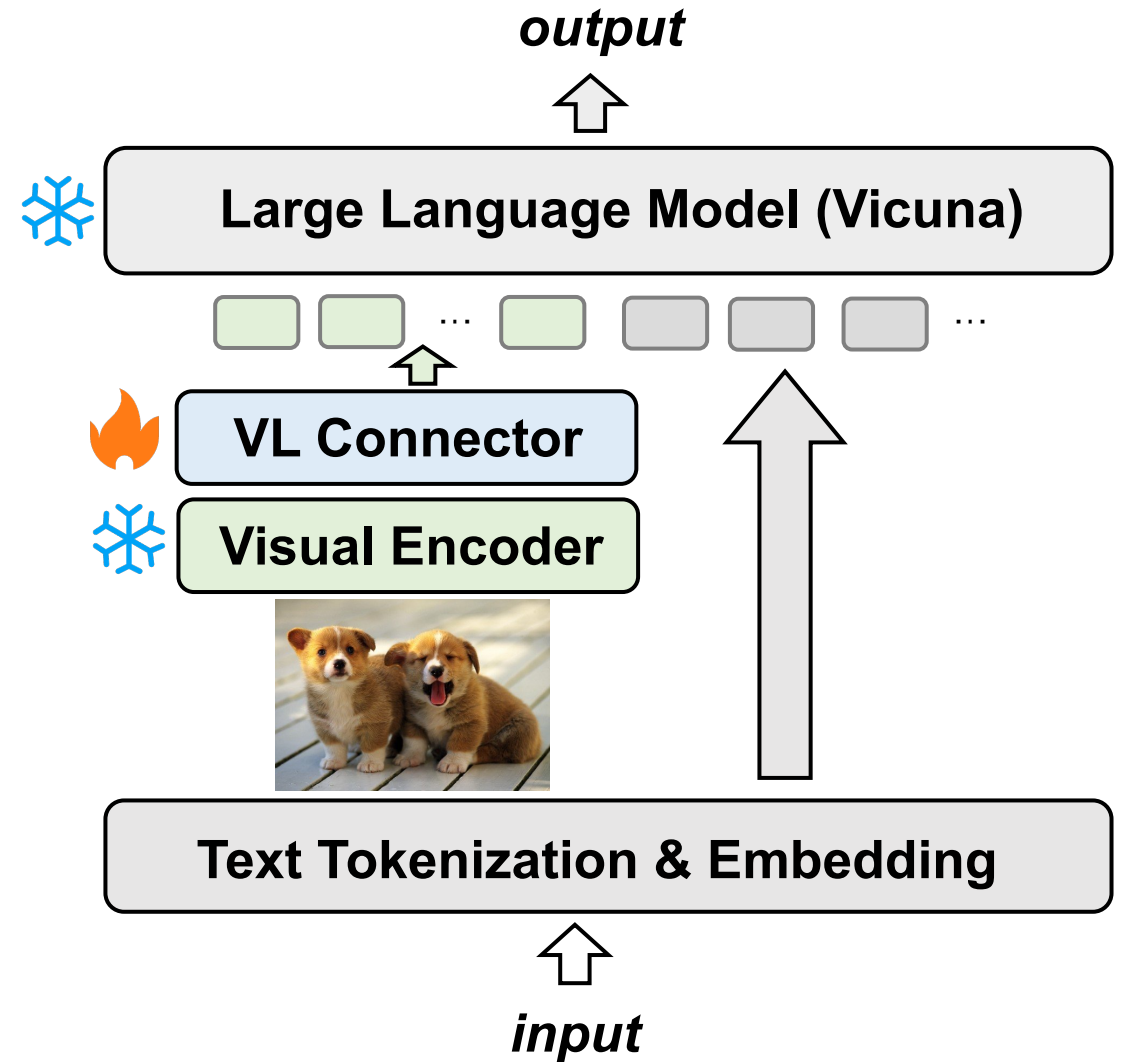 output
Large Language Model (Vicuna)
... ...
VL Connector
Visual Encoder
Text Tokenization & Embedding
input